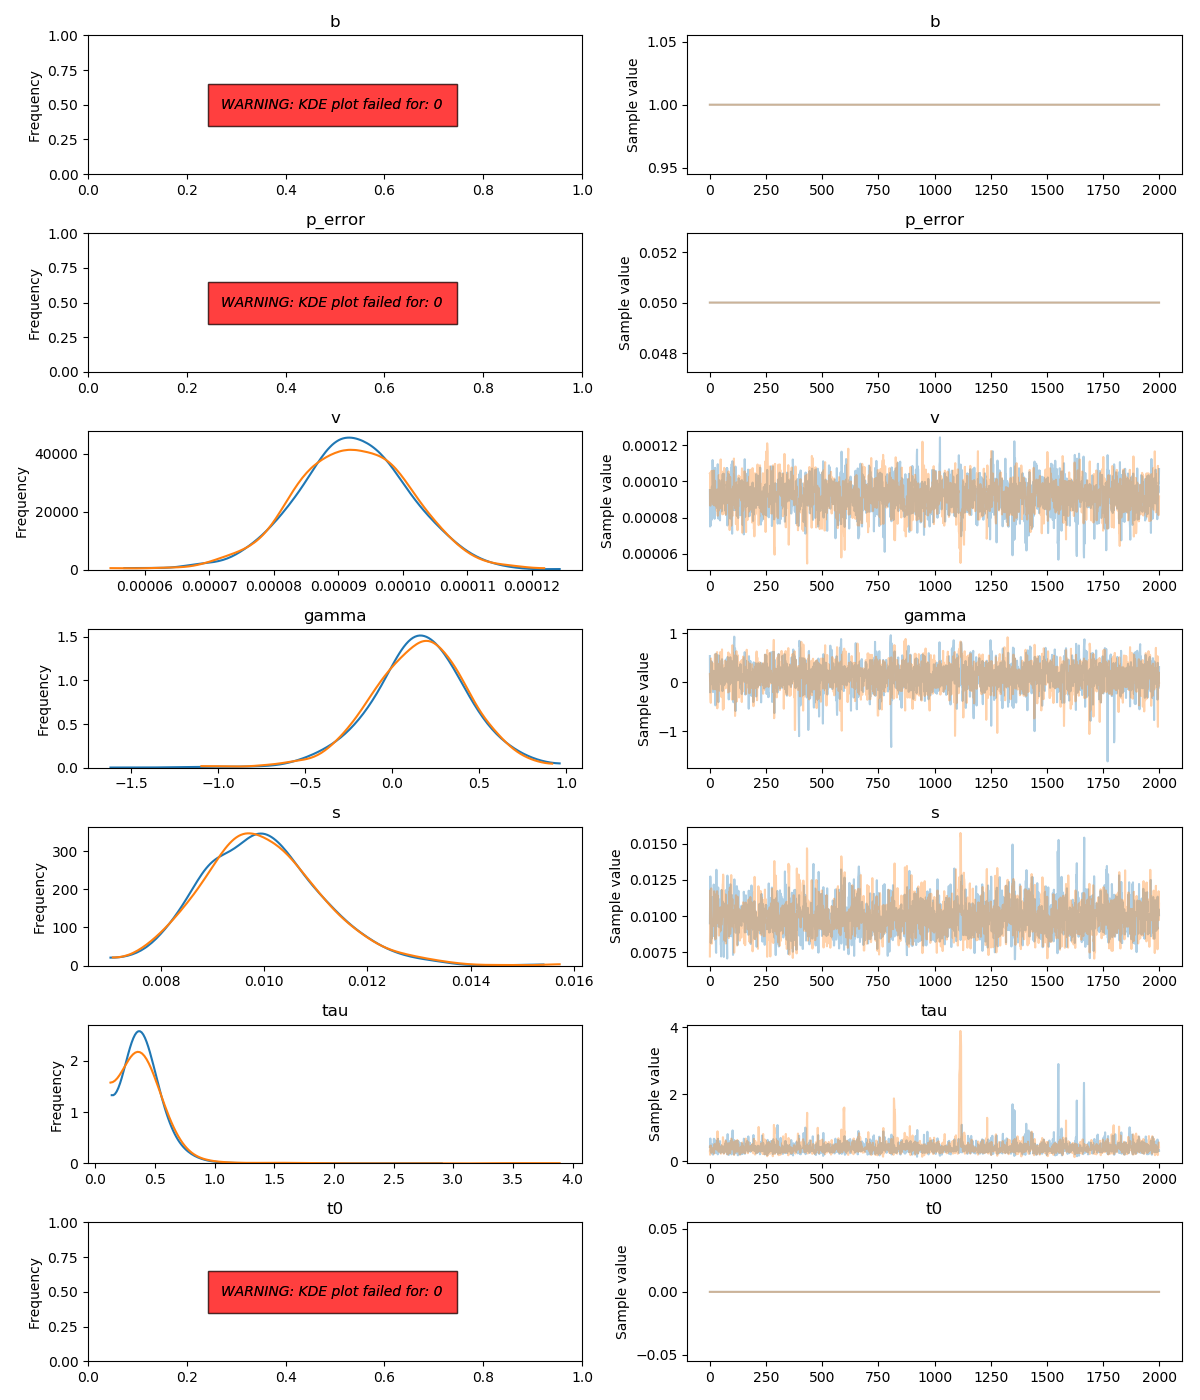 b
b
1.00
0.75
0.50
0.25
0.00
Frequency
WARNING: KDE plot failed for: 0
0.0 0.2 0.4 0.6 0.8 1.0
1.05
1.00
0.95
Sample value
0 250 500 750 1000 1250 1500 1750 2000
p_error
p_error
1.00
0.75
0.50
0.25
0.00
Frequency
WARNING: KDE plot failed for: 0
0.0 0.2 0.4 0.6 0.8 1.0
0.052
0.050
0.048
Sample value
0 250 500 750 1000 1250 1500 1750 2000
v
v
40000
20000
0
Frequency
0.00006 0.00007 0.00008 0.00009 0.00010 0.00011 0.00012
0.00012
0.00010
0.00008
0.00006
Sample value
0 250 500 750 1000 1250 1500 1750 2000
gamma
gamma
1.5
1.0
0.5
0.0
Frequency
−1.5 −1.0 −0.5 0.0 0.5 1.0
1
0
−1
Sample value
0 250 500 750 1000 1250 1500 1750 2000
s
s
300
200
100
0
Frequency
0.008 0.010 0.012 0.014 0.016
0.0150
0.0125
0.0100
0.0075
Sample value
0 250 500 750 1000 1250 1500 1750 2000
tau
tau
2
1
0
Frequency
0.0 0.5 1.0 1.5 2.0 2.5 3.0 3.5 4.0
4
2
0
Sample value
0 250 500 750 1000 1250 1500 1750 2000
t0
t0
1.00
0.75
0.50
0.25
0.00
Frequency
WARNING: KDE plot failed for: 0
0.0 0.2 0.4 0.6 0.8 1.0
0.05
0.00
−0.05
Sample value
0 250 500 750 1000 1250 1500 1750 2000